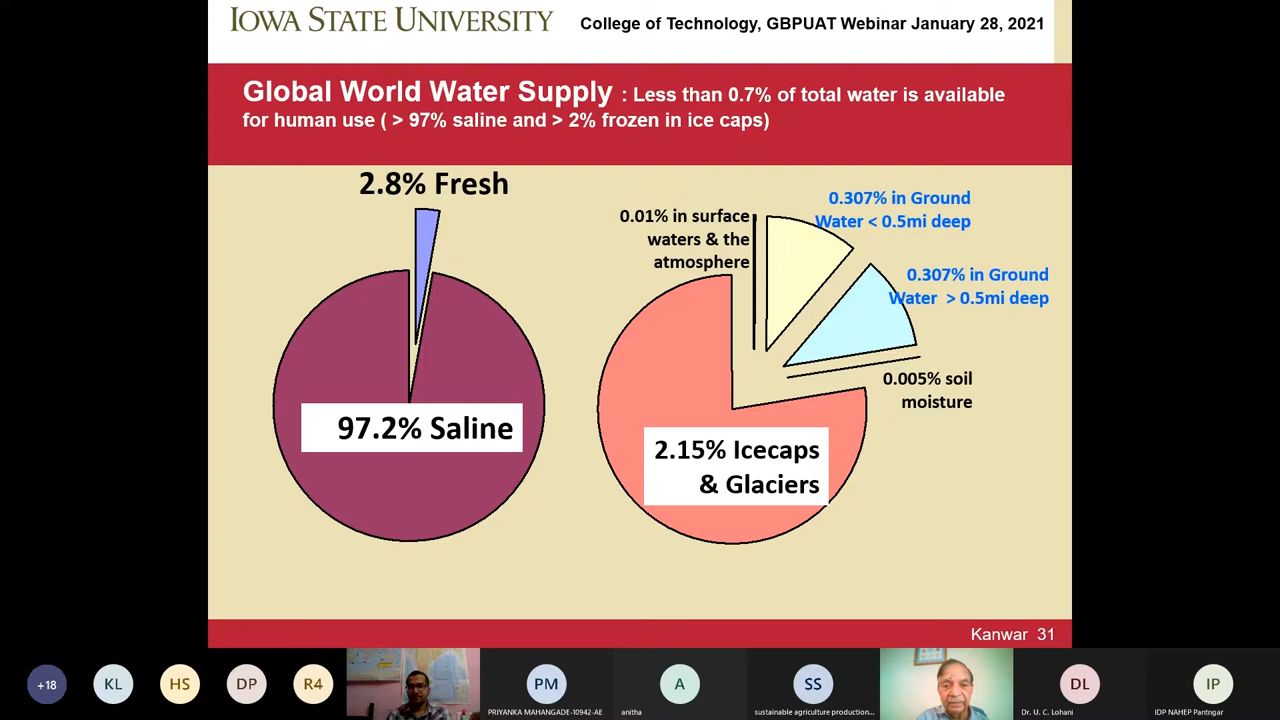 IOWA STATE UNIVERSITY
College of Technology, GBPUAT Webinar January 28, 2021
Global World Water Supply : Less than 0.7% of total water is available
for human use ( > 97% saline and > 2% frozen in ice caps)
2.8% Fresh
97.2% Saline
0.01% in surface
waters & the
atmosphere
0.307% in Ground
Water < 0.5mi deep
0.307% in Ground
Water > 0.5mi deep
0.005% soil
moisture
2.15% Icecaps
& Glaciers
Kanwar 31
+18
KL
HS
DP
R4
PM
PRIYANKA MAHANGADE-10942-AE
A
anitha
SS
sustainable agriculture production...
DL
Dr. U. C. Lohani
IP
IDP NAHEP Pantngar